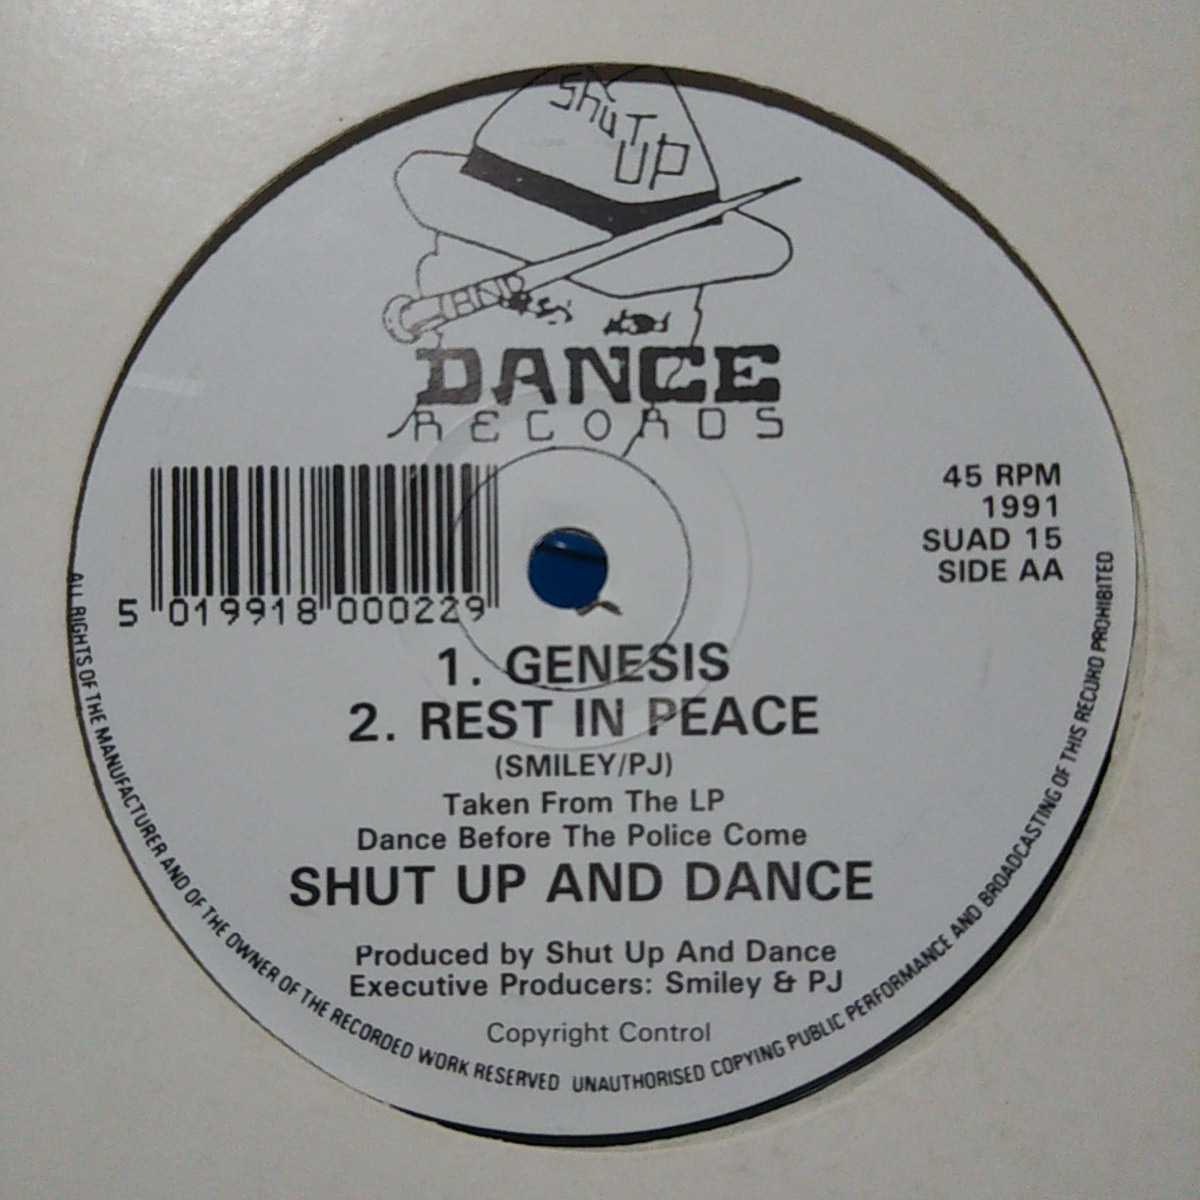 SHUT
UP
AND
DANCE
RECORDS
45 RPM
1991
SUAD 15
SIDE AA
5 019918 000229
1. GENESIS
2. REST IN PEACE
(SMILEY/PJ)
Taken From The LP
Dance Before The Police Come
SHUT UP AND DANCE
Produced by Shut Up And Dance
Executive Producers: Smiley & PJ
Copyright Control
ALL RIGHTS OF THE MANUFACTURER AND OF THE OWNER OF THE RECORDED WORK RESERVED UNAUTHORISED COPYING PUBLIC PERFORMANCE AND BROADCASTING OF THIS RECORD PROHIBITED